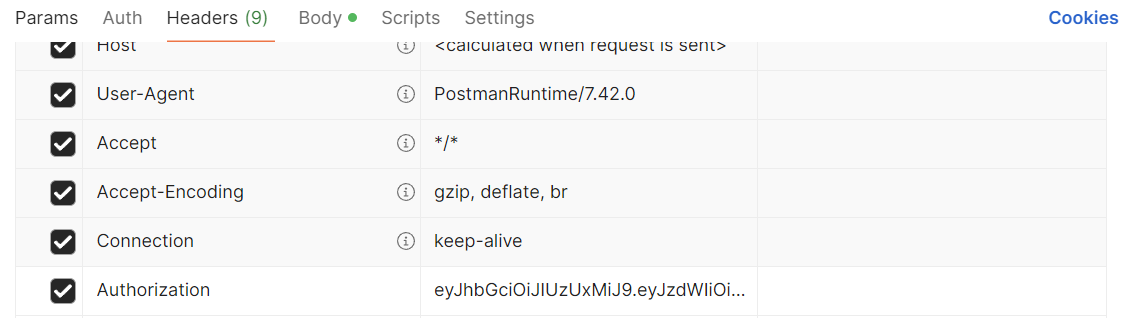 Params Auth Headers (9) Body Scripts Settings Cookies
Host <calculated when request is sent>
User-Agent PostmanRuntime/7.42.0
Accept */*
Accept-Encoding gzip, deflate, br
Connection keep-alive
Authorization eyJhbGciOiJIUzUxMiJ9.eyJzdWIiOi...